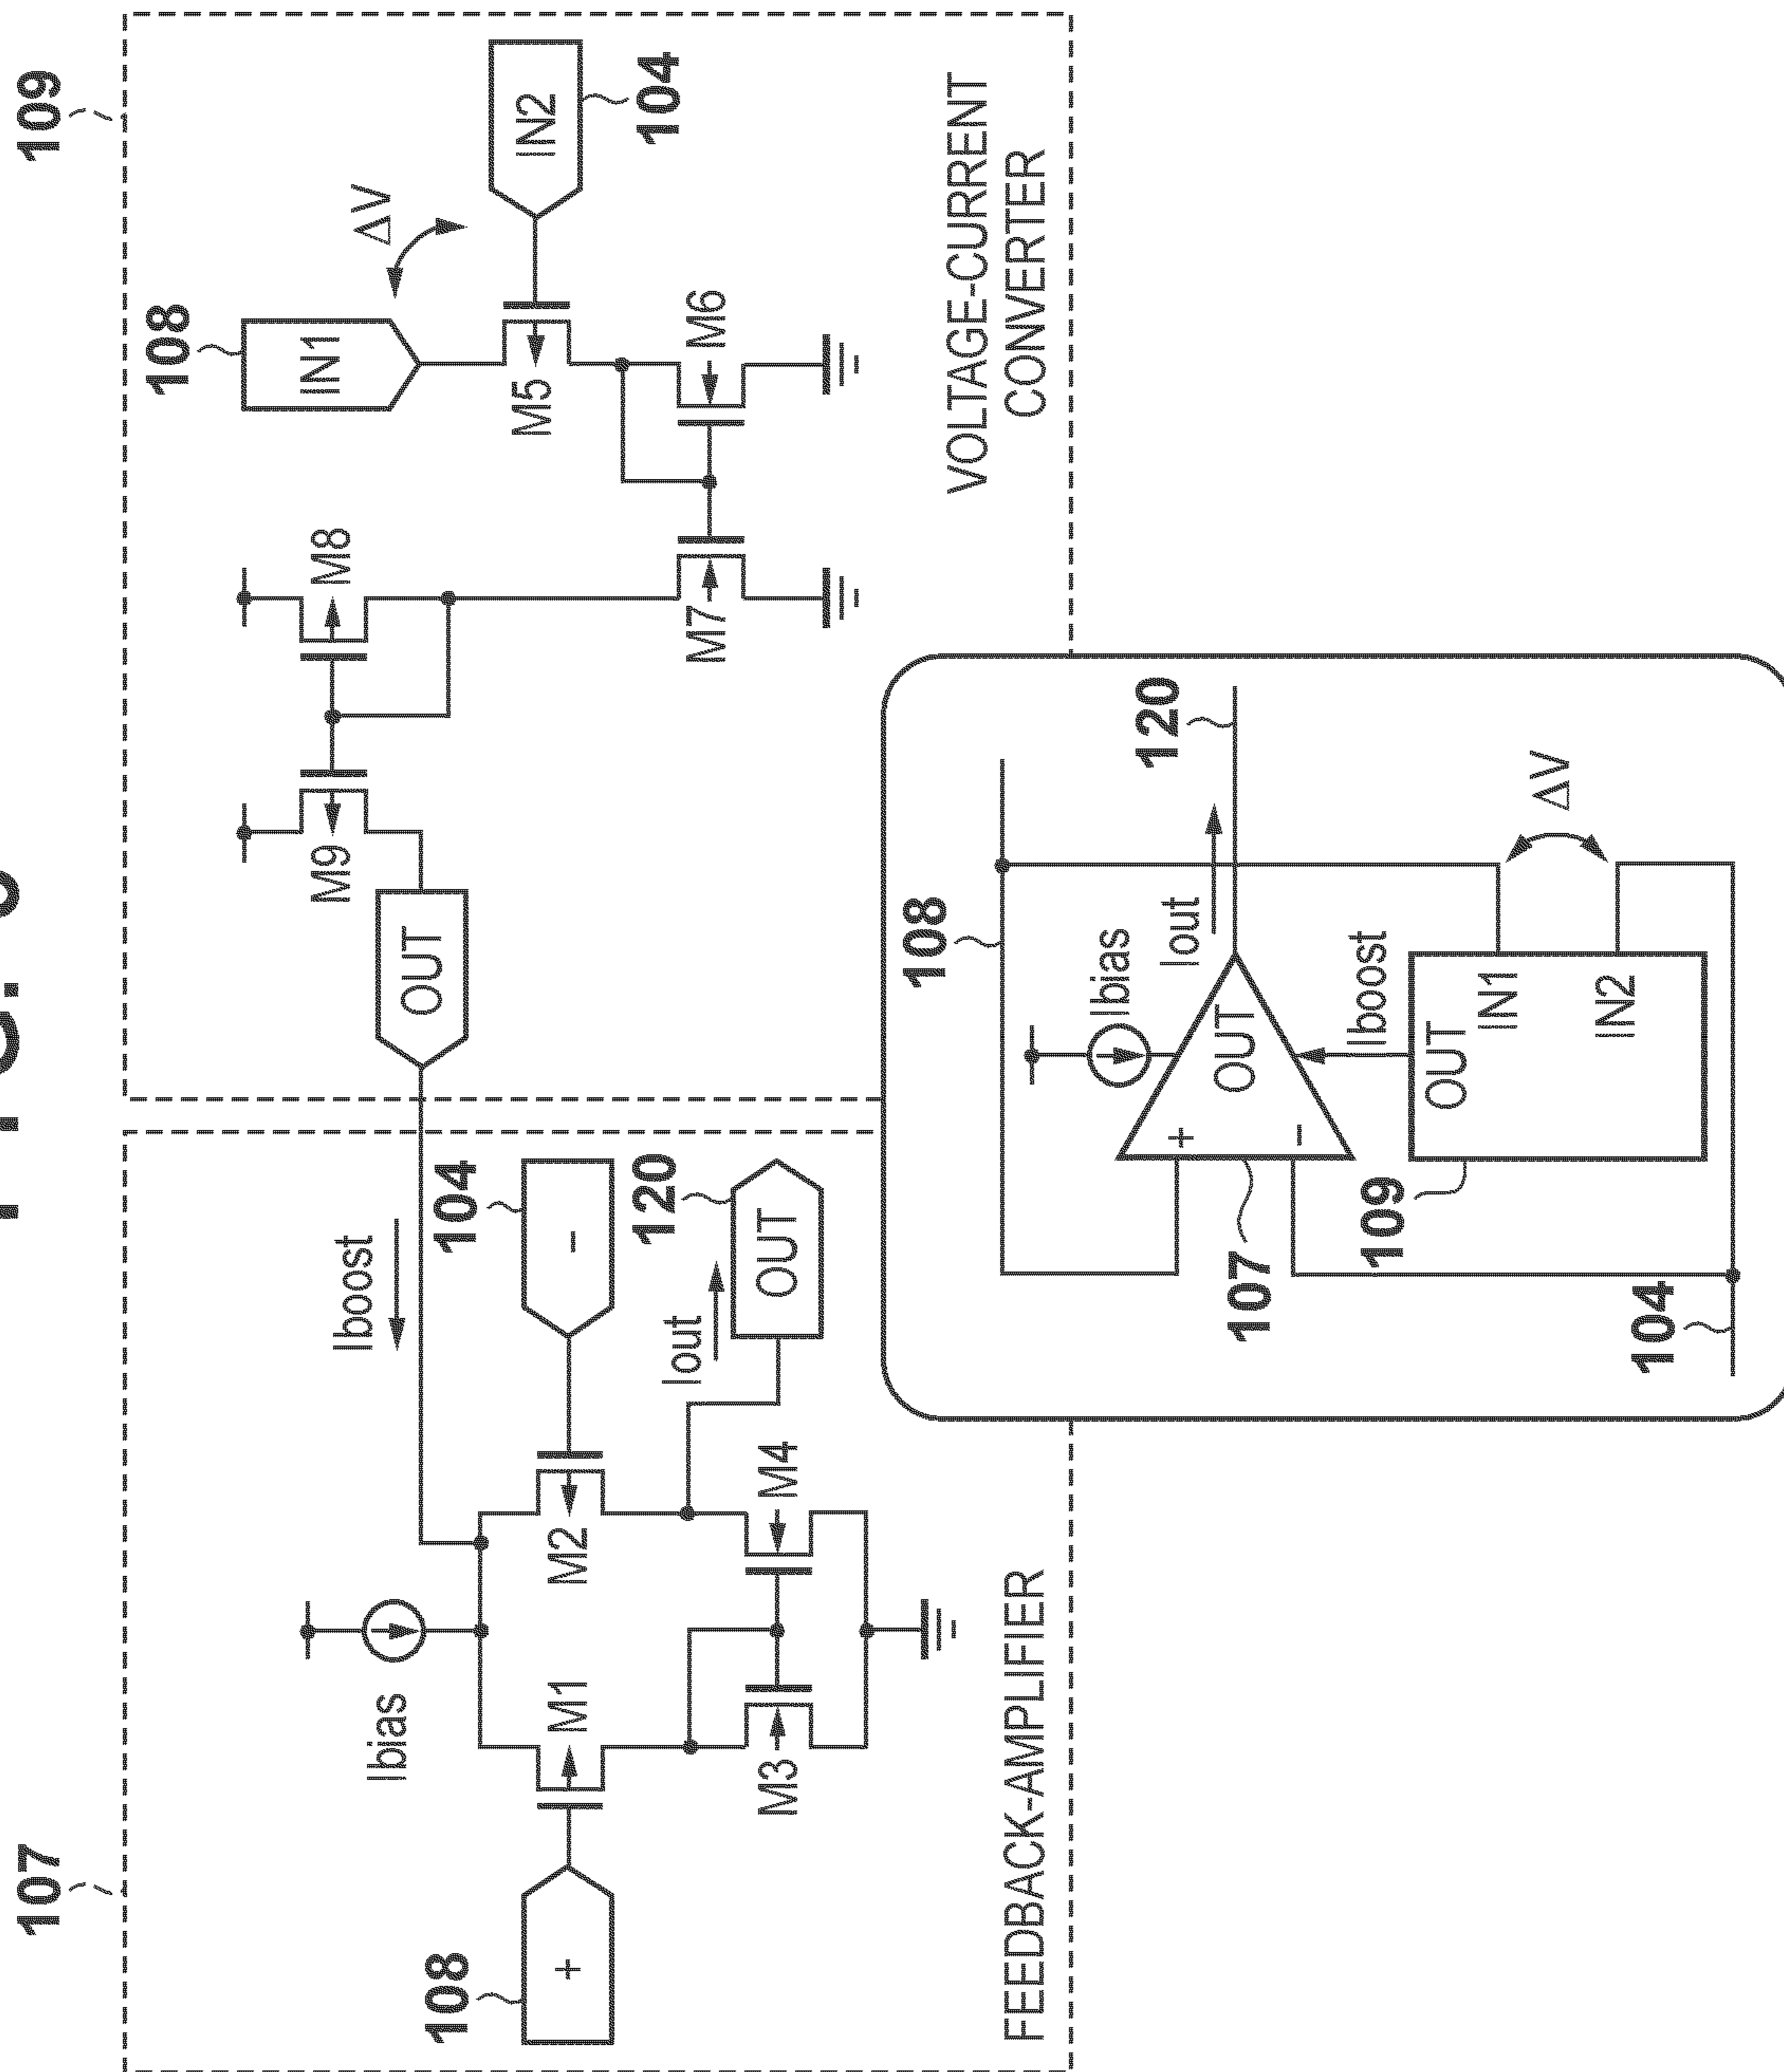 107
109
108
ΔV
IN1
M8
M9
M5
Iboost
Ibias
OUT
108
+
104
−
IN2
104
M1
M2
120
Iout
OUT
M7
M6
M3
M4
FEEDBACK-AMPLIFIER
VOLTAGE-CURRENT
CONVERTER
108
Ibias
120
Iout
+
−
OUT
107
Iboost
109
OUT
IN1
IN2
ΔV
104